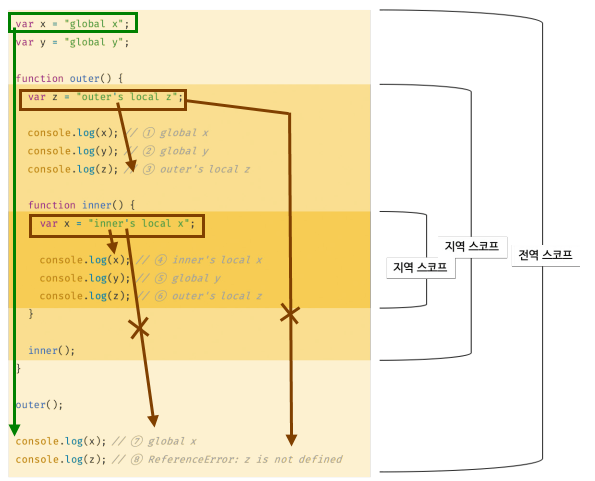 var x = "global x";
var y = "global y";
function outer() {
var z = "outer's local z";
console.log(x); // ① global x
console.log(y); // ② global y
console.log(z); // ③ outer's local z
function inner() {
var x = "inner's local x";
console.log(x); // ④ inner's local x
console.log(y); // ⑤ global y
console.log(z); // ⑥ outer's local z
}
inner();
}
outer();
console.log(x); // ⑦ global x
console.log(z); // ⑧ ReferenceError: z is not defined
지역 스코프
지역 스코프
전역 스코프